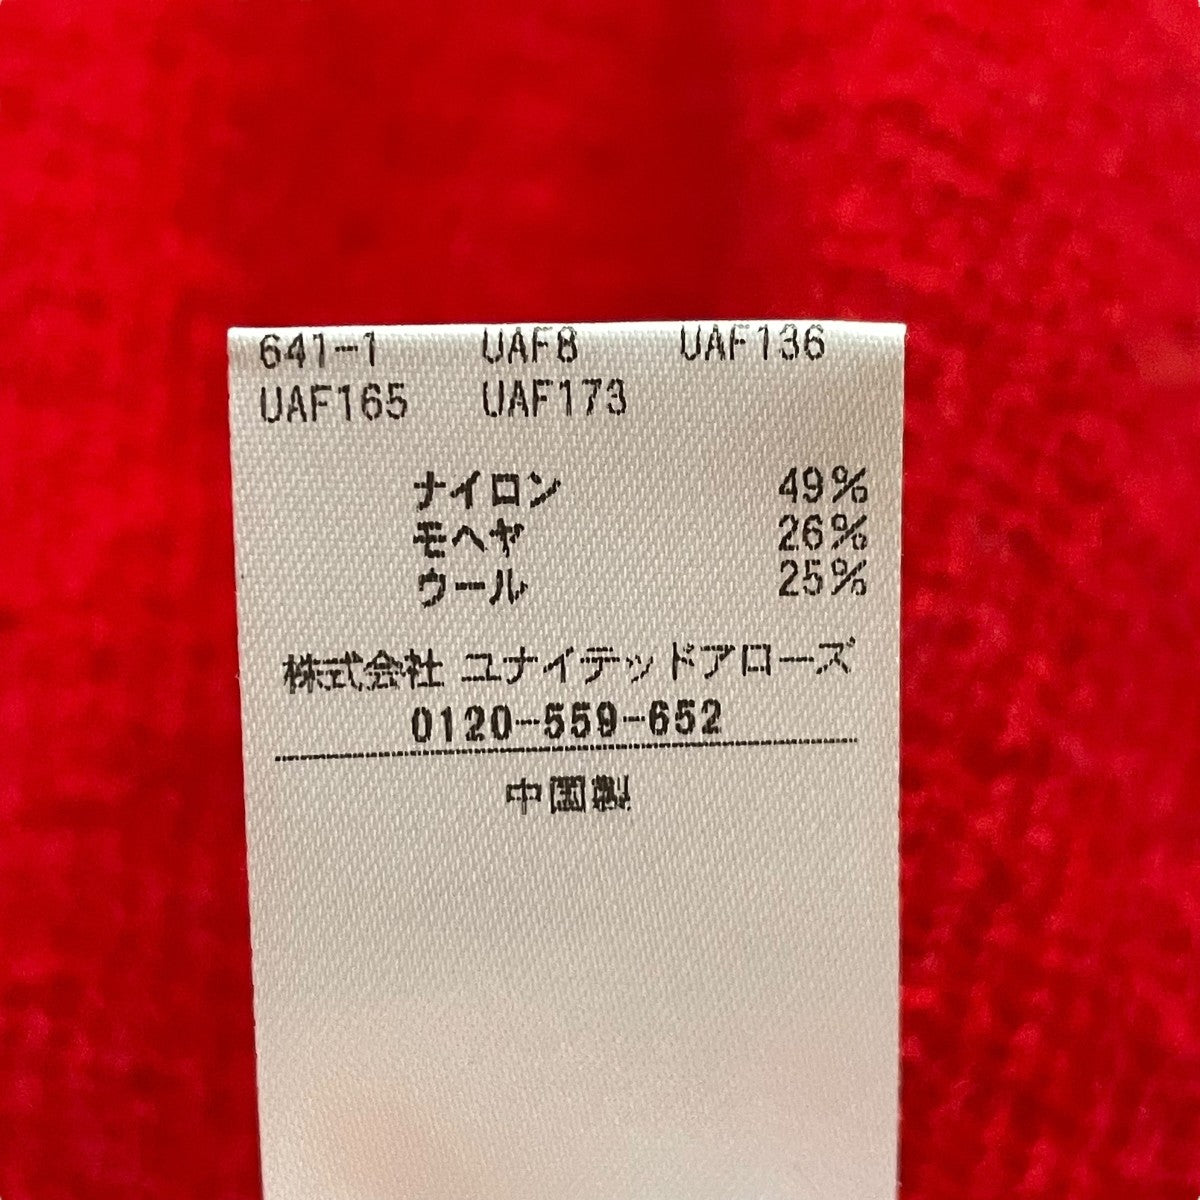 641-1 UAF8 UAF136
UAF165 UAF173
ナイロン 49%
モヘヤ 26%
ウール 25%
株式会社 ユナイテッドアローズ
0120-559-652
中国製